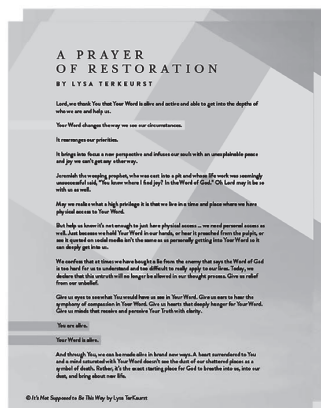 A PRAYER
OF RESTORATION
BY LYSA TERKEURST
Lord, we thank You that Your Word is alive and active and able to get into the depths of
who we are and help us.
Your Word changes the way we see our circumstances.
It rearranges our priorities.
It brings into focus a new perspective and infuses our souls with an unexplainable peace
and joy we can't get any other way.
Jeremiah the weeping prophet, who was cast into a pit and whose life work was seemingly
unsuccessful said, "You know where I find joy? In the Word of God." Oh Lord may it be so
with us as well.
May we realize what a high privilege it is that we live in a time and place where we have
physical access to Your Word.
But help us know it's not enough to just have physical access ... we need personal access as
well. Just because we hold Your Word in our hands, or hear it preached from the pulpit, or
see it quoted on social media isn't the same as us personally getting into Your Word so it
can deeply get into us.
We confess that at times we have bought a lie from the enemy that says the Word of God
is too hard for us to understand and too difficult to really apply to our lives. Today, we
declare that this untruth will no longer be allowed in our thought process. Give us relief
from our unbelief.
Give us eyes to see what You would have us see in Your Word. Give us ears to hear the
symphony of compassion in Your Word. Give us hearts that deeply hunger for Your Word.
Give us minds that receive and perceive Your Truth with clarity.
You are alive.
Your Word is alive.
And through You, we can be made alive in brand new ways. A heart surrendered to You
and a mind saturated with Your Word doesn't see the dust of our shattered places as a
symbol of death. Rather, it's the exact starting place for God to breathe into us, into our
dust, and bring about new life.
© It's Not Supposed to Be This Way by Lysa TerKeurst